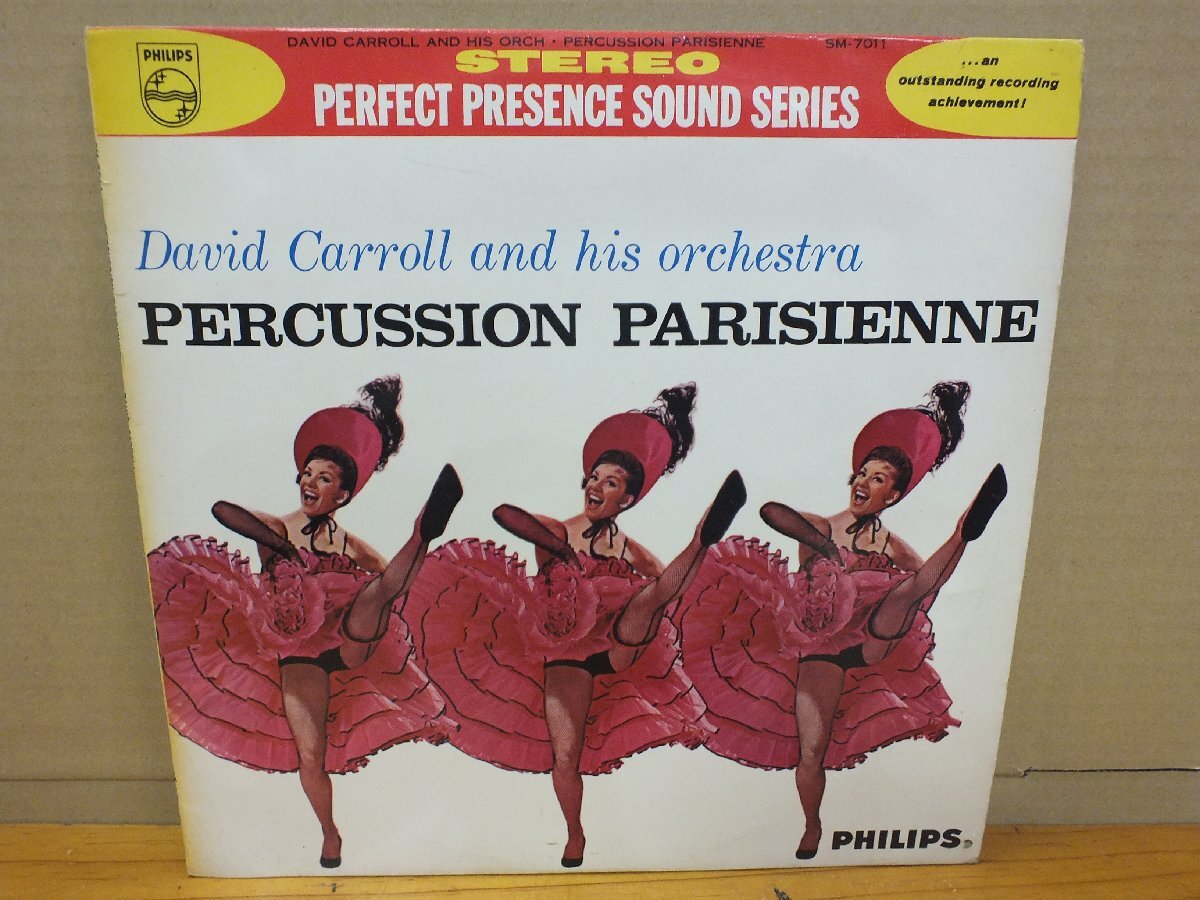 PHILIPS
DAVID CARROLL AND HIS ORCH • PERCUSSION PARISIENNE SM-7011
STEREO
PERFECT PRESENCE SOUND SERIES
...an
outstanding recording
achievement!
David Carroll and his orchestra
PERCUSSION PARISIENNE
PHILIPS